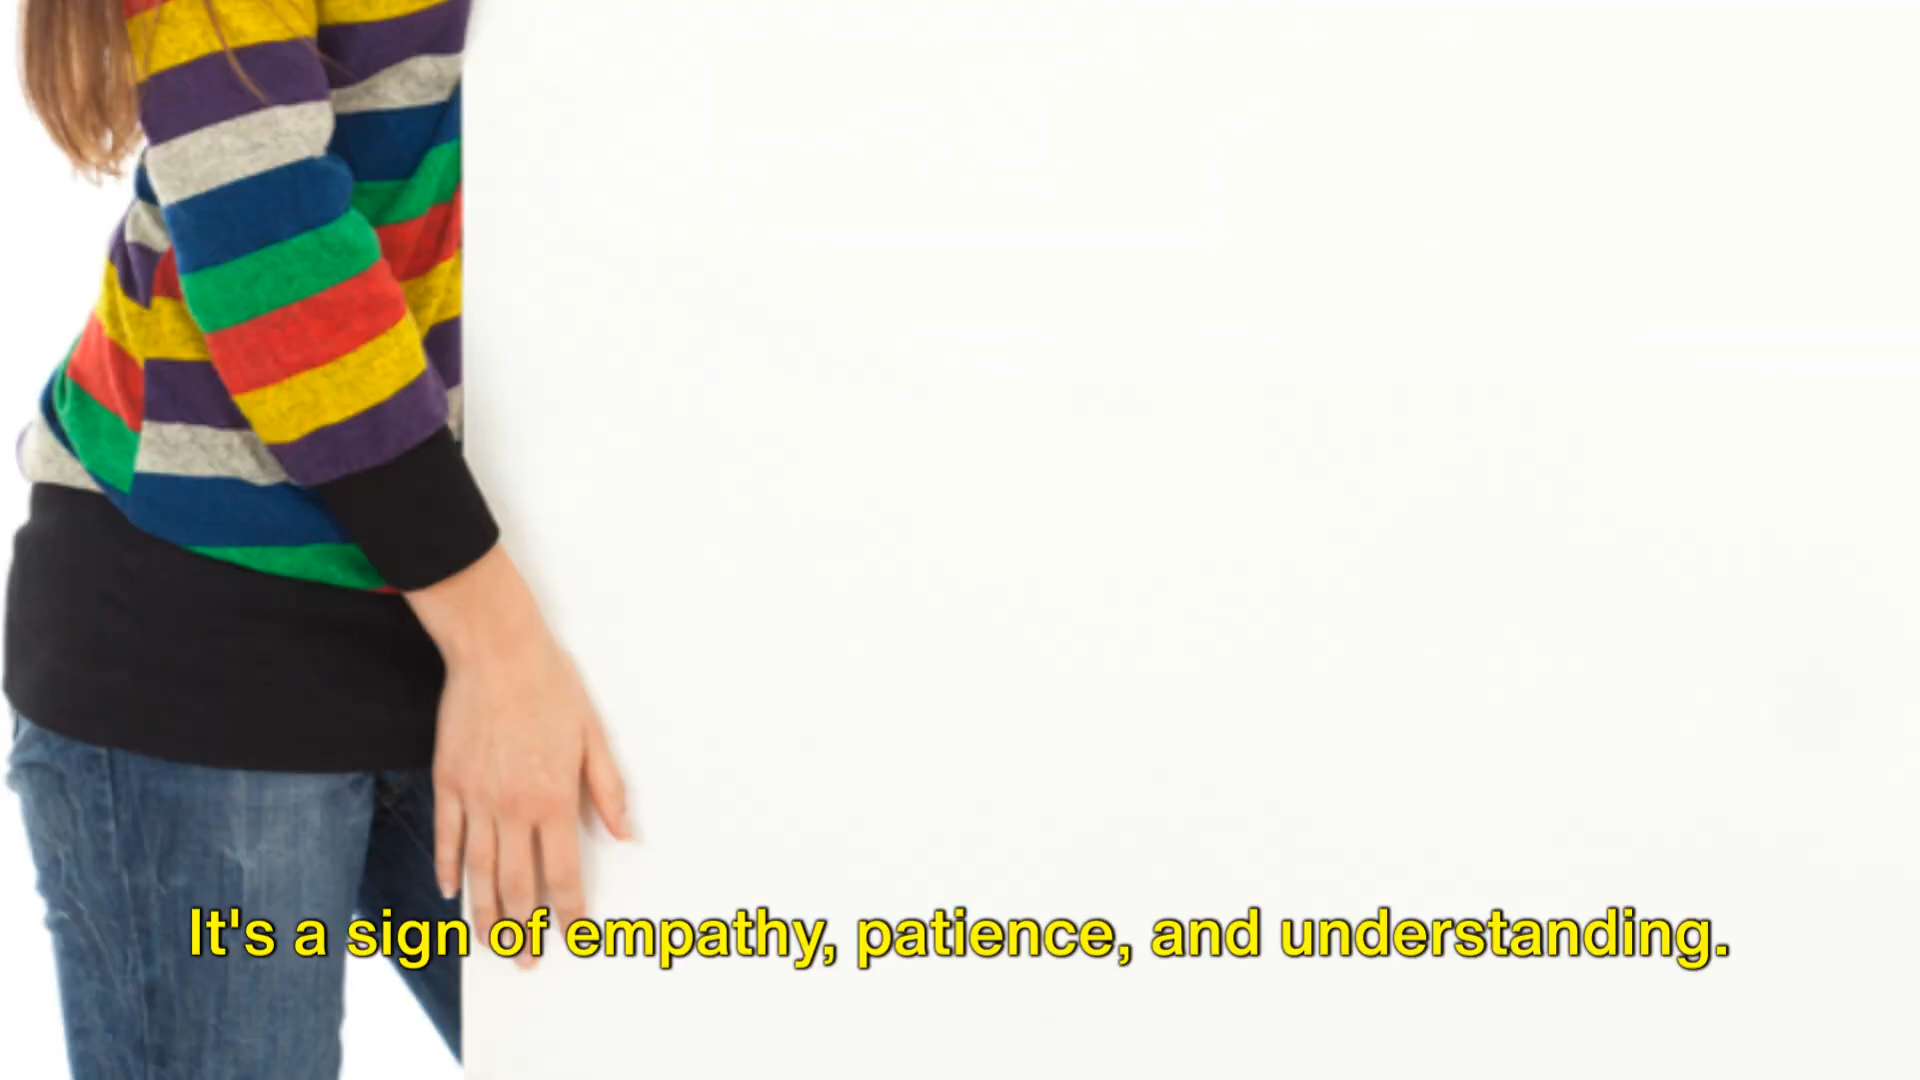 It's a sign of empathy, patience, and understanding.